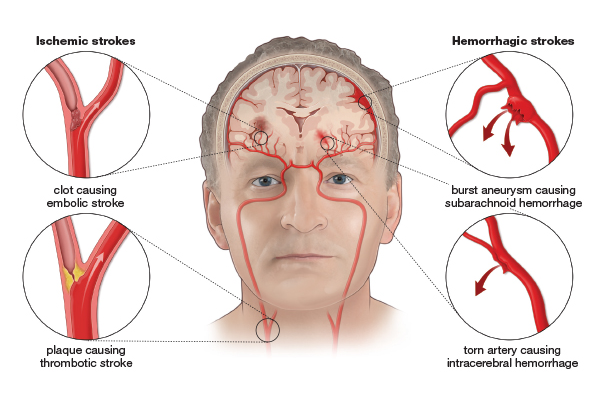 Ischemic strokes
clot causing
embolic stroke
plaque causing
thrombotic stroke
Hemorrhagic strokes
burst aneurysm causing
subarachnoid hemorrhage
torn artery causing
intracerebral hemorrhage